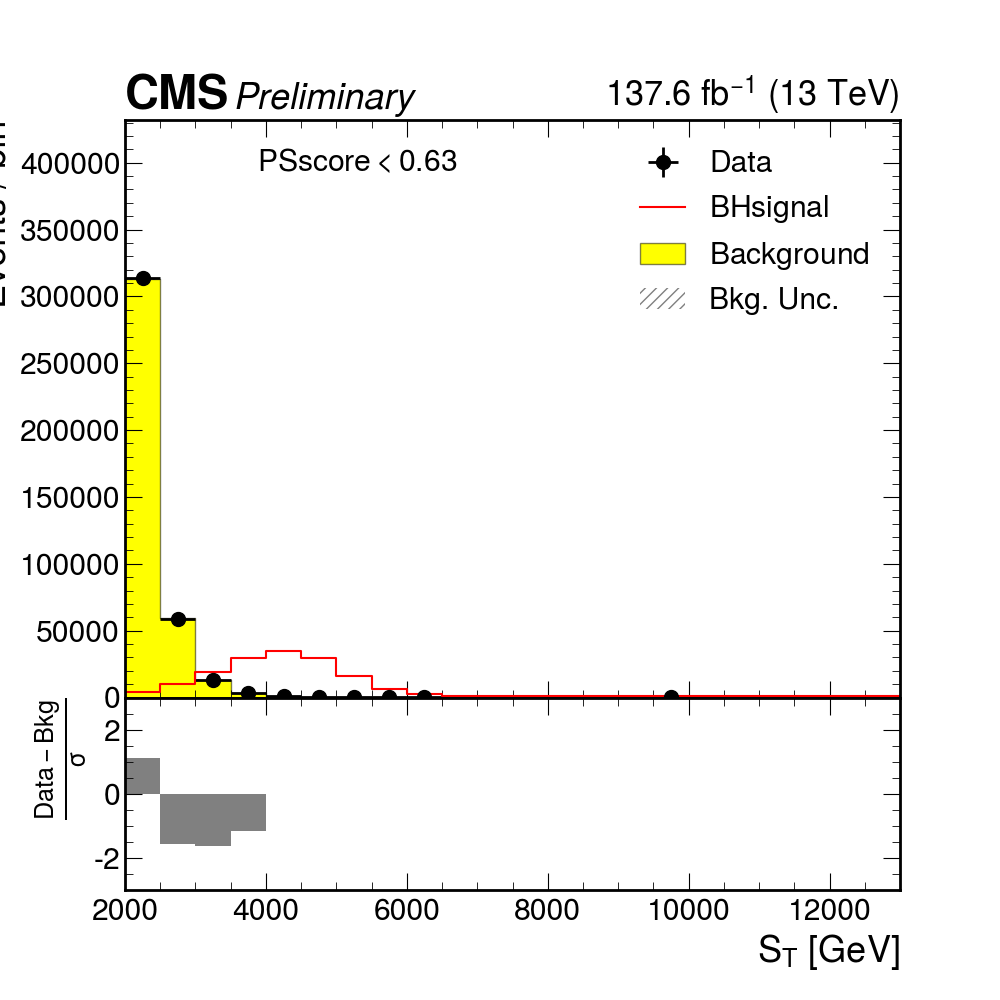 CMS Preliminary 137.6 fb⁻¹ (13 TeV)
PSscore < 0.63
Data
BHsignal
Background
Bkg. Unc.
400000
350000
300000
250000
200000
150000
100000
50000
0
Data – Bkg
σ
2
0
-2
2000 4000 6000 8000 10000 12000
S_T [GeV]